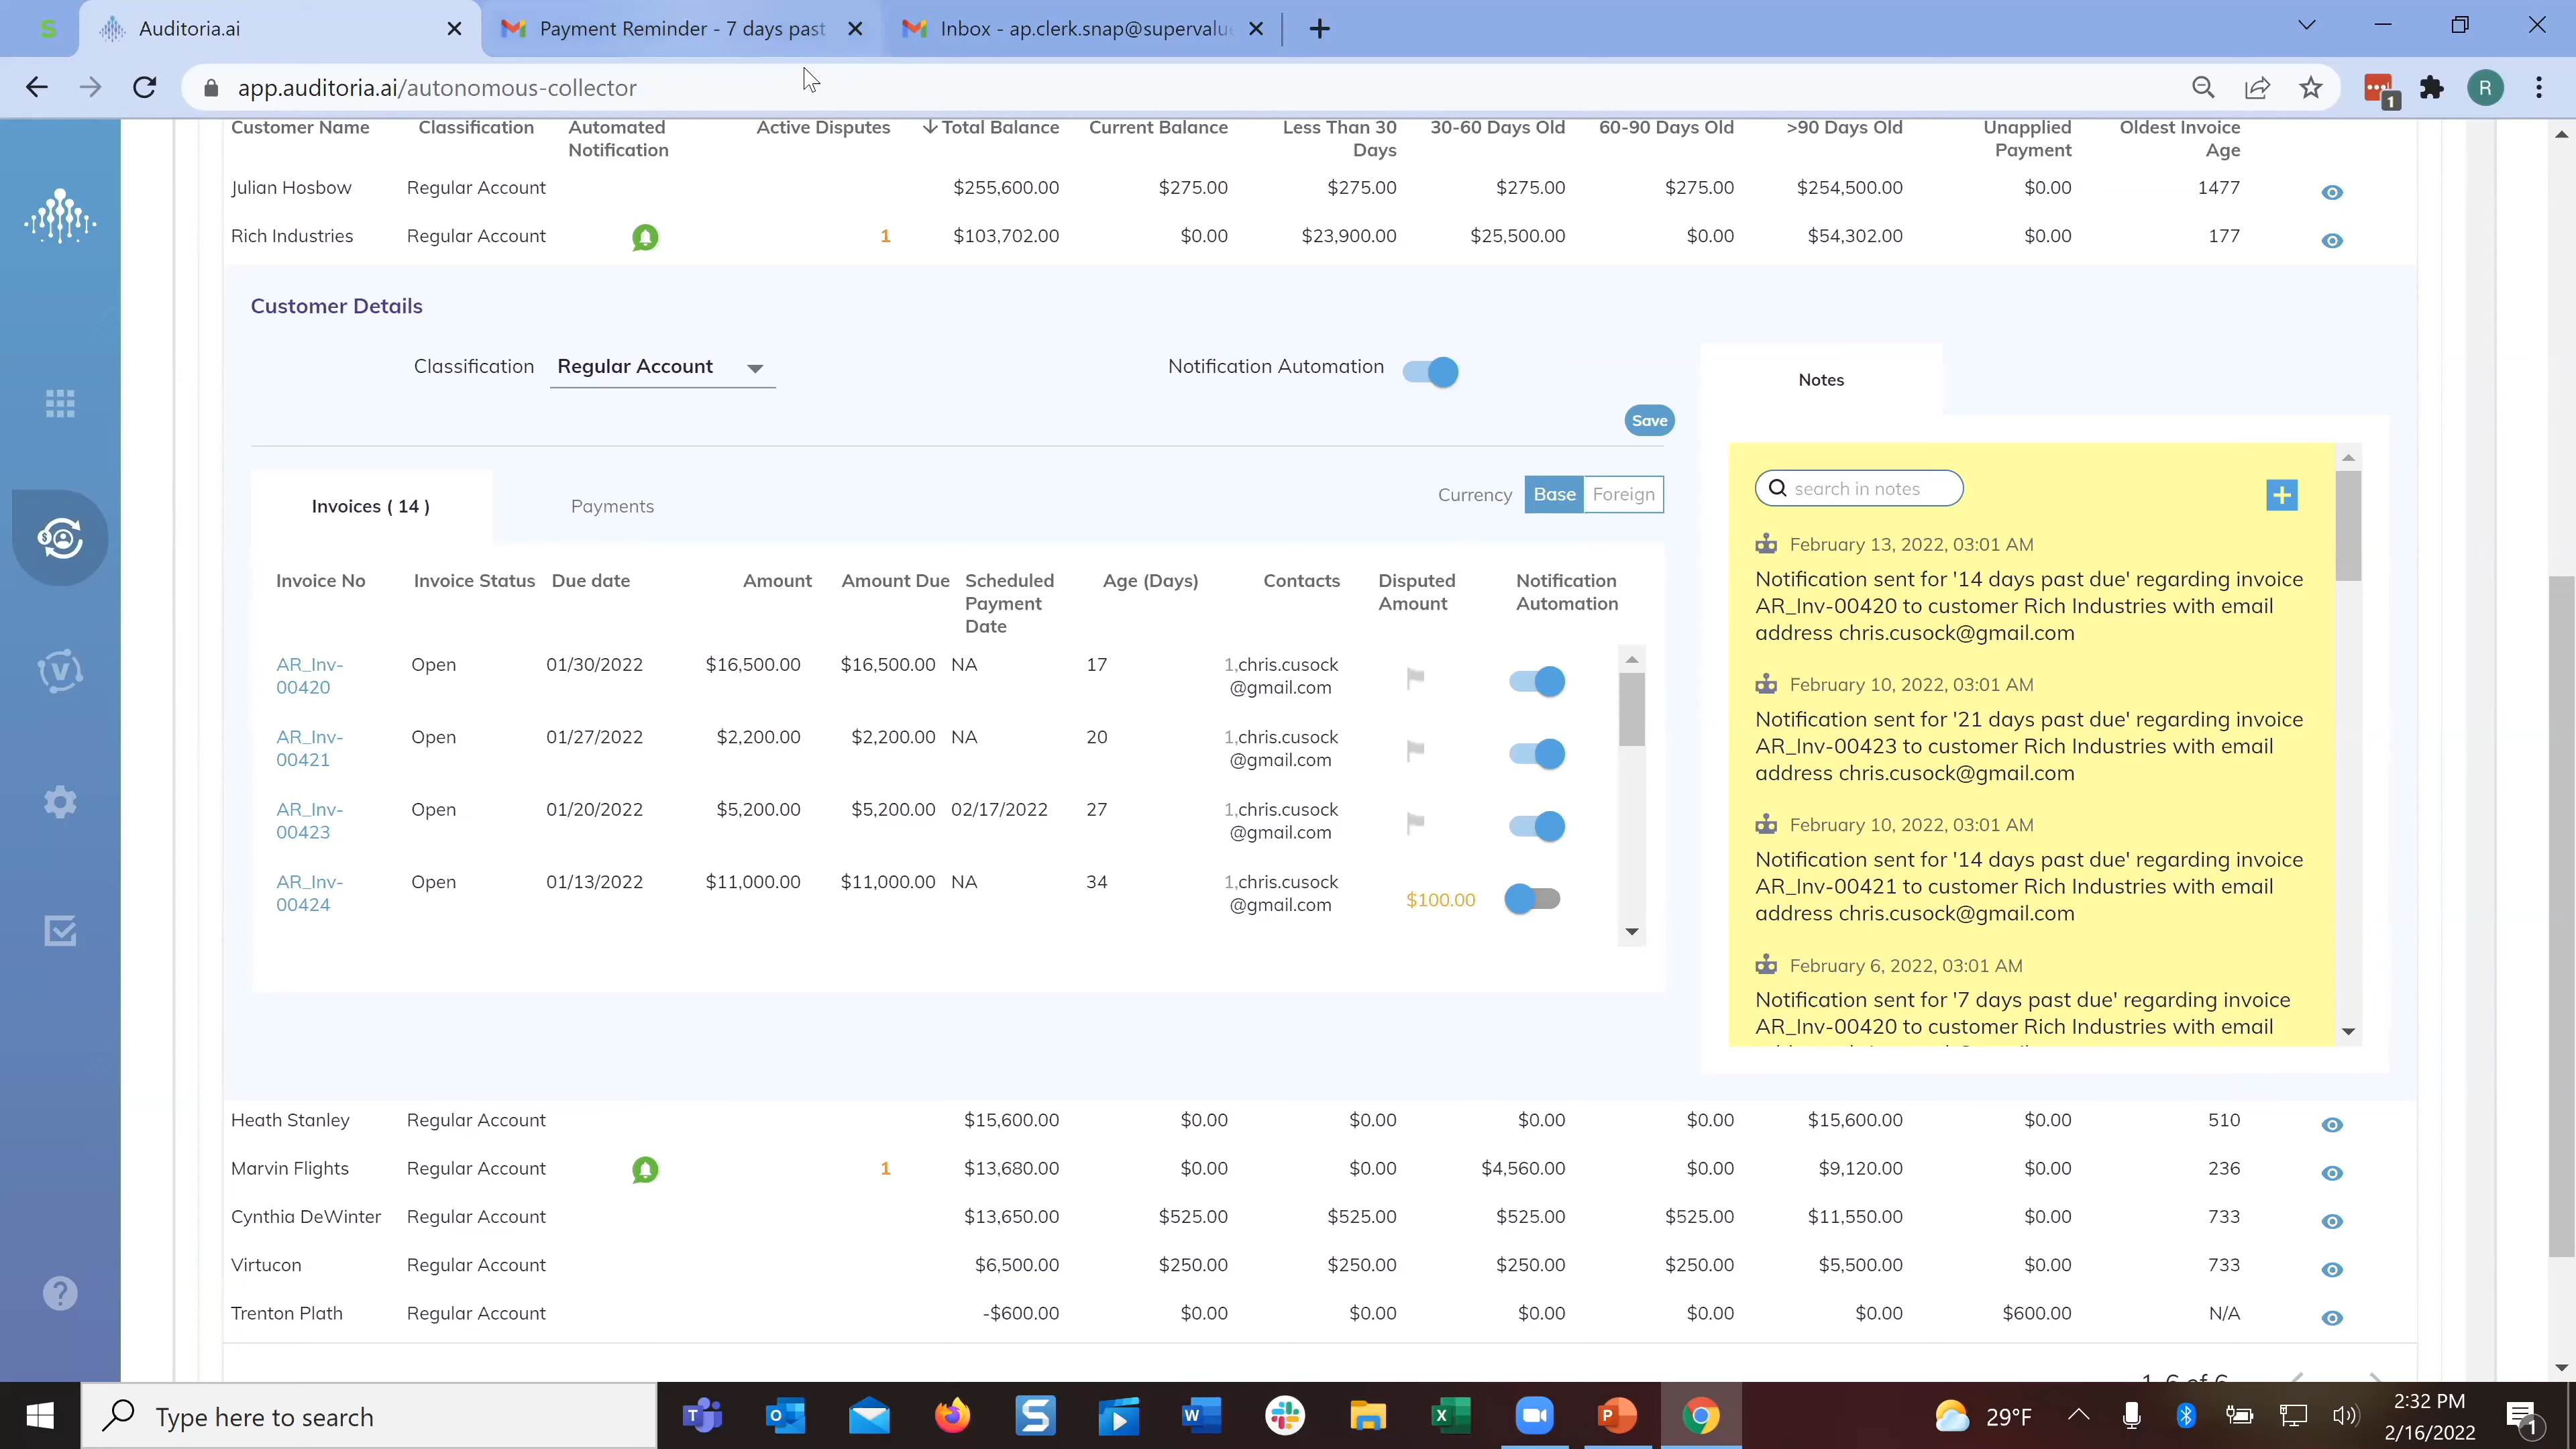 S
Auditoria.ai
Payment Reminder - 7 days past
Inbox - ap.clerk.snap@supervalu
app.auditoria.ai/autonomous-collector
1
R
Customer Name Classification Automated Notification Active Disputes Total Balance Current Balance Less Than 30 Days 30-60 Days Old 60-90 Days Old >90 Days Old Unapplied Payment Oldest Invoice Age
Julian Hosbow Regular Account $255,600.00 $275.00 $275.00 $275.00 $275.00 $254,500.00 $0.00 1477
Rich Industries Regular Account 1 $103,702.00 $0.00 $23,900.00 $25,500.00 $0.00 $54,302.00 $0.00 177
Customer Details
Classification Regular Account Notification Automation
Save
Invoices ( 14 ) Payments Currency Base Foreign
Invoice No Invoice Status Due date Amount Amount Due Scheduled Payment Date Age (Days) Contacts Disputed Amount Notification Automation
AR_Inv- Open 01/30/2022 $16,500.00 $16,500.00 NA 17 1,chris.cusock
00420 @gmail.com
AR_Inv- Open 01/27/2022 $2,200.00 $2,200.00 NA 20 1,chris.cusock
00421 @gmail.com
AR_Inv- Open 01/20/2022 $5,200.00 $5,200.00 02/17/2022 27 1,chris.cusock
00423 @gmail.com
AR_Inv- Open 01/13/2022 $11,000.00 $11,000.00 NA 34 1,chris.cusock $100.00
00424 @gmail.com
Notes
search in notes
February 13, 2022, 03:01 AM
Notification sent for '14 days past due' regarding invoice
AR_Inv-00420 to customer Rich Industries with email
address chris.cusock@gmail.com
February 10, 2022, 03:01 AM
Notification sent for '21 days past due' regarding invoice
AR_Inv-00423 to customer Rich Industries with email
address chris.cusock@gmail.com
February 10, 2022, 03:01 AM
Notification sent for '14 days past due' regarding invoice
AR_Inv-00421 to customer Rich Industries with email
address chris.cusock@gmail.com
February 6, 2022, 03:01 AM
Notification sent for '7 days past due' regarding invoice
AR_Inv-00420 to customer Rich Industries with email
Heath Stanley Regular Account $15,600.00 $0.00 $0.00 $0.00 $0.00 $15,600.00 $0.00 510
Marvin Flights Regular Account 1 $13,680.00 $0.00 $0.00 $4,560.00 $0.00 $9,120.00 $0.00 236
Cynthia DeWinter Regular Account $13,650.00 $525.00 $525.00 $525.00 $525.00 $11,550.00 $0.00 733
Virtucon Regular Account $6,500.00 $250.00 $250.00 $250.00 $250.00 $5,500.00 $0.00 733
Trenton Plath Regular Account -$600.00 $0.00 $0.00 $0.00 $0.00 $0.00 $600.00 N/A
1-6 of 6
Type here to search
29°F
2:32 PM
2/16/2022
1